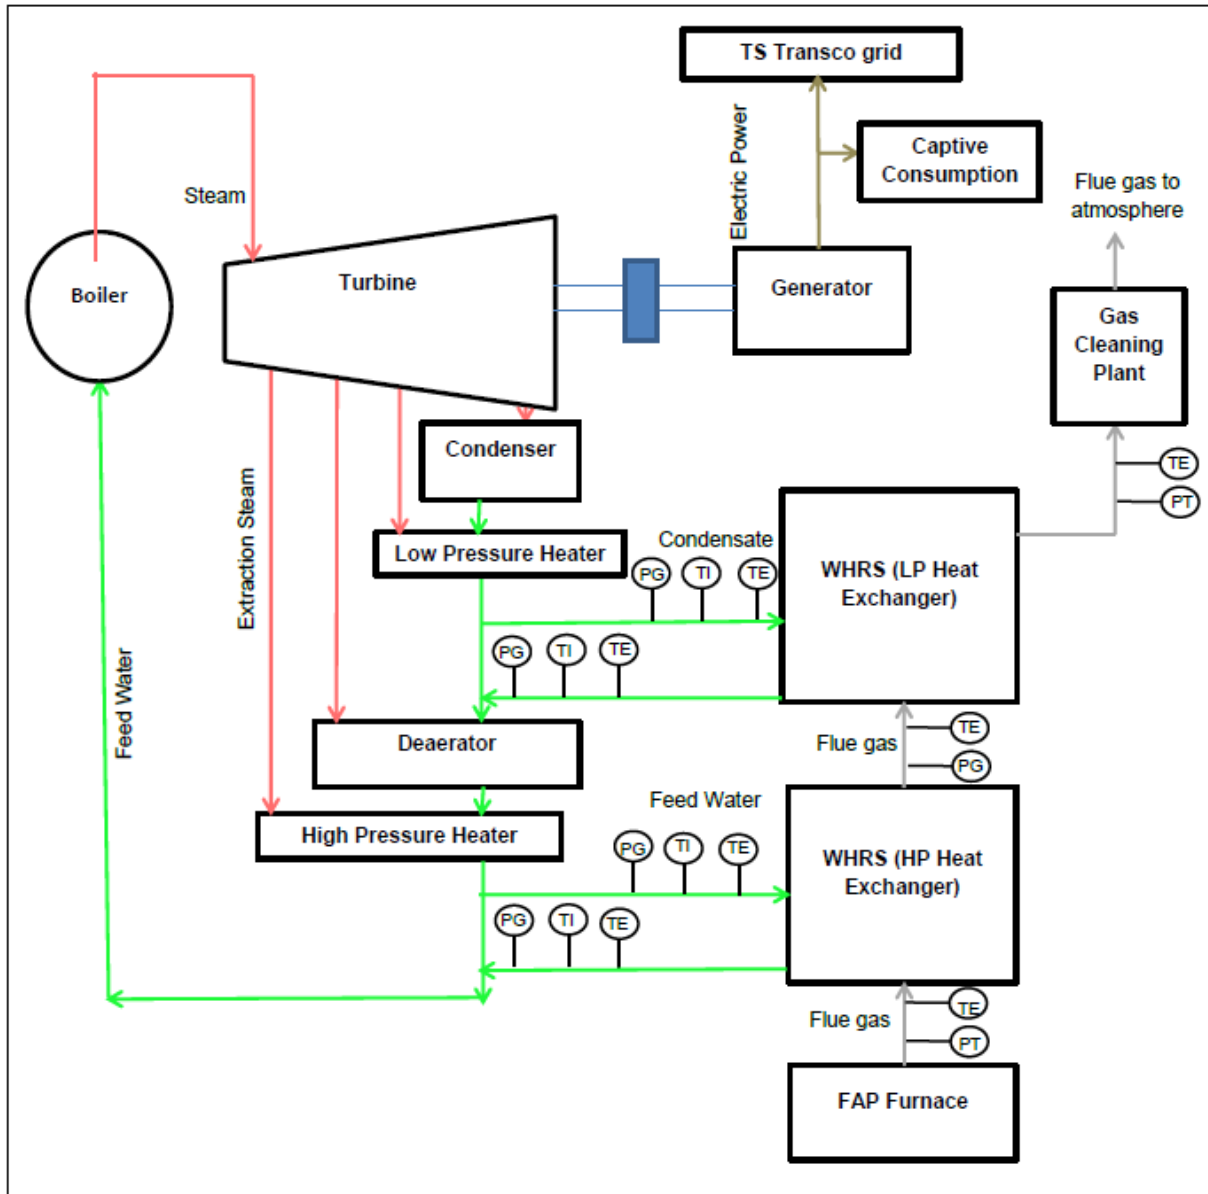 TS Transco grid
Electric Power
Captive
Consumption
Flue gas to
atmosphere
Steam
Boiler
Turbine
Generator
Gas
Cleaning
Plant
Condenser
TE
PT
Extraction Steam
Low Pressure Heater
Condensate
PG
TI
TE
WHRS (LP Heat
Exchanger)
PG
TI
TE
Feed Water
Deaerator
Flue gas
TE
PG
Feed Water
High Pressure Heater
PG
TI
TE
WHRS (HP Heat
Exchanger)
PG
TI
TE
Flue gas
TE
PT
FAP Furnace